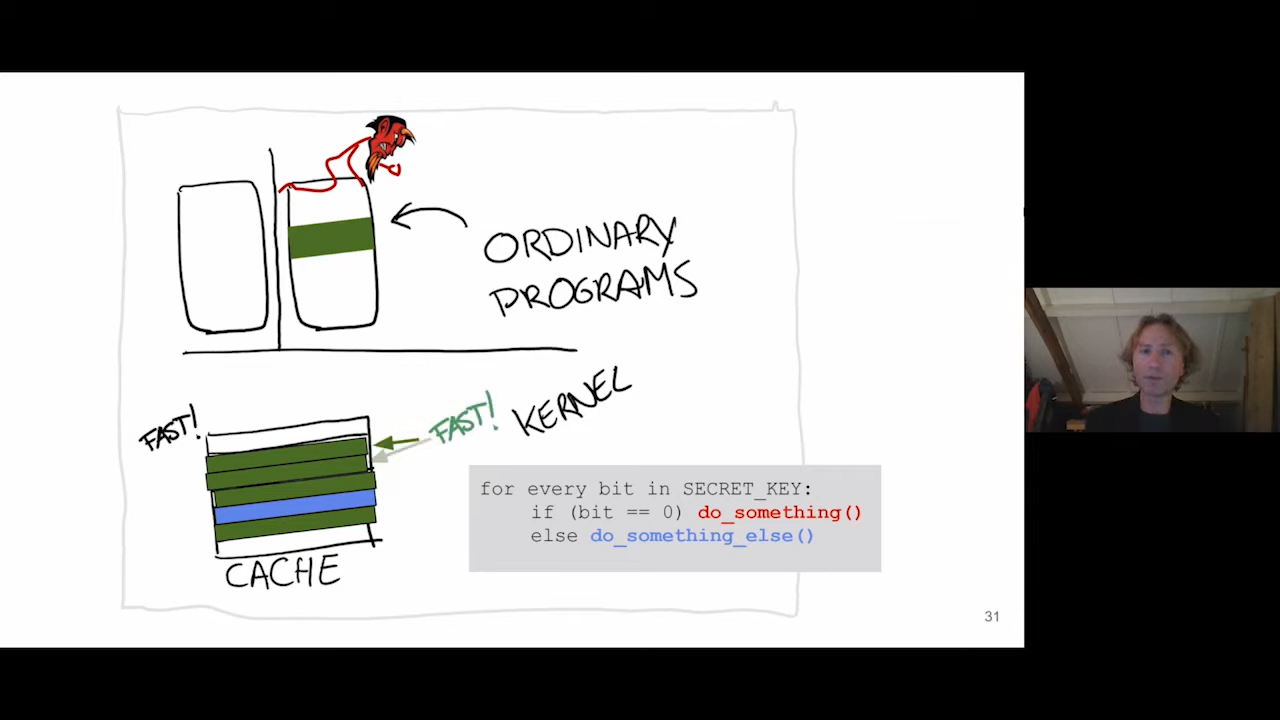 ORDINARY
PROGRAMS
FAST!
FAST!
KERNEL
CACHE
for every bit in SECRET_KEY:
if (bit == 0) do_something()
else do_something_else()
31